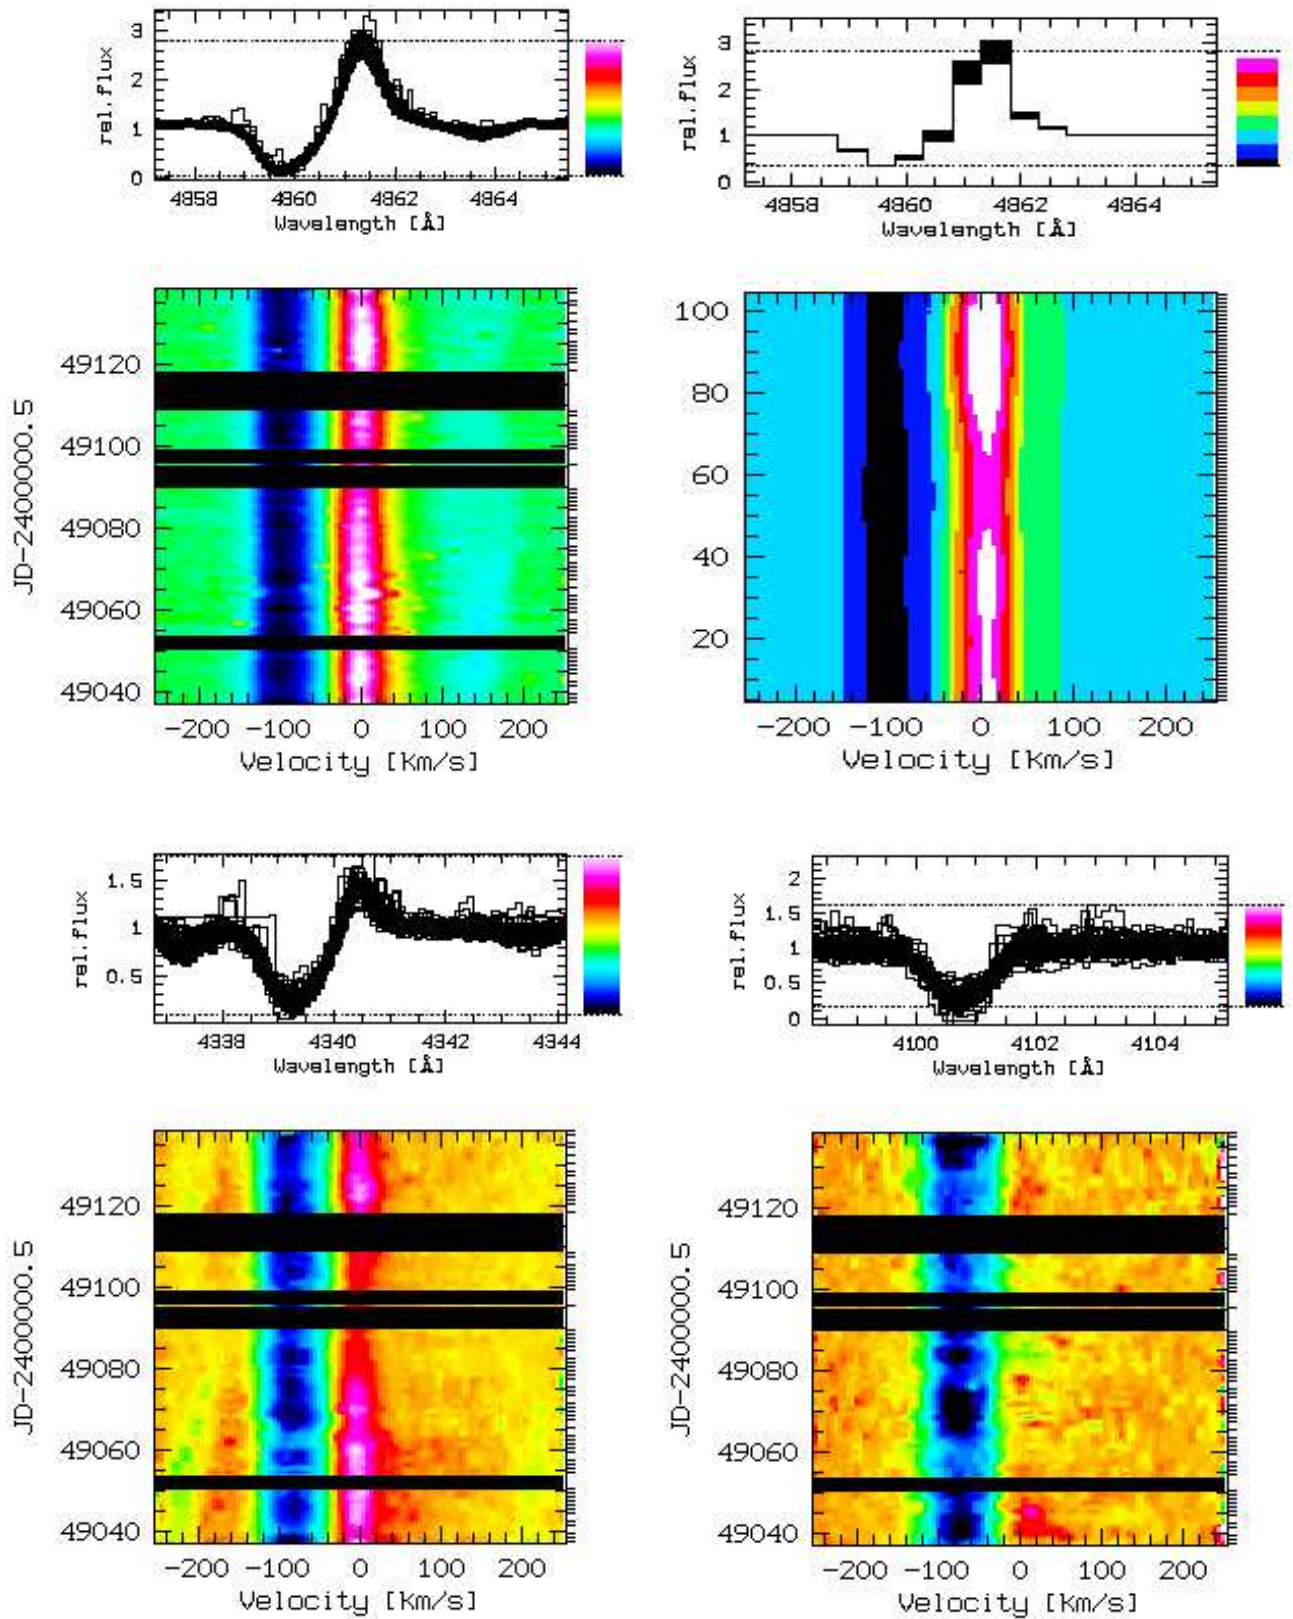 rel.flux
3
2
1
0
4858 4860 4862 4864
Wavelength [Å]
rel.flux
3
2
1
0
4858 4860 4862 4864
Wavelength [Å]
JD-2400000.5
49120
49100
49080
49060
49040
-200 -100 0 100 200
Velocity [Km/s]
100
80
60
40
20
-200 -100 0 100 200
Velocity [Km/s]
rel.flux
1.5
1
0.5
4338 4340 4342 4344
Wavelength [Å]
rel.flux
2
1.5
1
0.5
0
4100 4102 4104
Wavelength [Å]
JD-2400000.5
49120
49100
49080
49060
49040
-200 -100 0 100 200
Velocity [Km/s]
JD-2400000.5
49120
49100
49080
49060
49040
-200 -100 0 100 200
Velocity [Km/s]